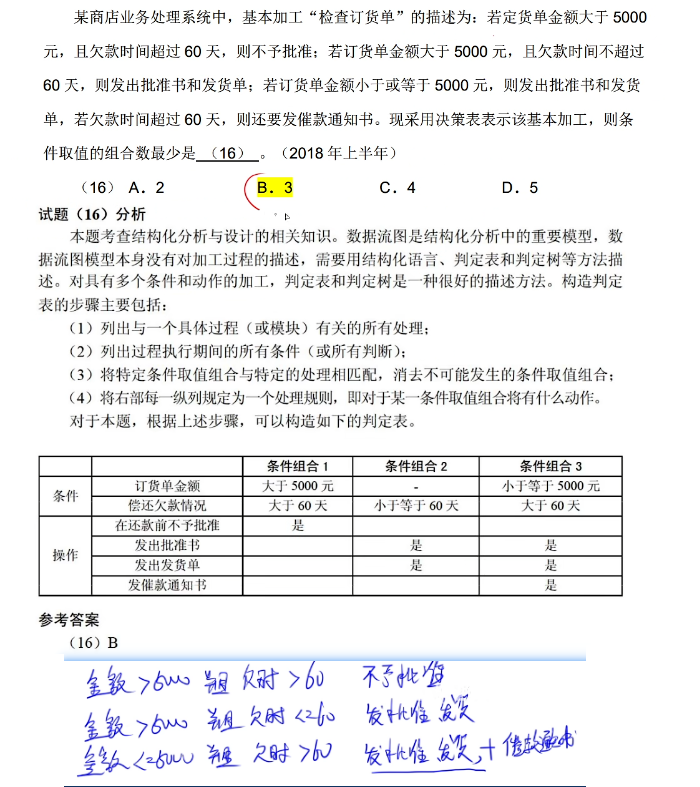 某商店业务处理系统中，基本加工“检查订货单”的描述为：若定货单金额大于 5000
元，且欠款时间超过 60 天，则不予批准；若订货单金额大于 5000 元，且欠款时间不超过
60 天，则发出批准书和发货单；若订货单金额小于或等于 5000 元，则发出批准书和发货
单，若欠款时间超过 60 天，则还要发催款通知书。现采用决策表表示该基本加工，则条
件取值的组合数最少是 （16） 。（2018 年上半年）
（16） A．2 B．3 C．4 D．5
试题（16）分析
本题考查结构化分析与设计的相关知识。数据流图是结构化分析中的重要模型，数
据流图模型本身没有对加工过程的描述，需要用结构化语言、判定表和判定树等方法描
述。对具有多个条件和动作的加工，判定表和判定树是一种很好的描述方法。构造判定
表的步骤主要包括：
（1）列出与一个具体过程（或模块）有关的所有处理；
（2）列出过程执行期间的所有条件（或所有判断）；
（3）将特定条件取值组合与特定的处理相匹配，消去不可能发生的条件取值组合；
（4）将右部每一纵列规定为一个处理规则，即对于某一条件取值组合将有什么动作。
对于本题，根据上述步骤，可以构造如下的判定表。
条件组合 1 条件组合 2 条件组合 3
条件 订货单金额 大于 5000 元 - 小于等于 5000 元
偿还欠款情况 大于 60 天 小于等于 60 天 大于 60 天
操作 在还款前不予批准 是
发出批准书 是 是
发出发货单 是 是
发催款通知书 是
参考答案
（16）B
金额 >5000 并且 欠时 >60 不予批准
金额 >5000 并且 欠时 <=60 发批准 发货
金额 <=5000 并且 欠时 >60 发批准 发货 + 催款通知书